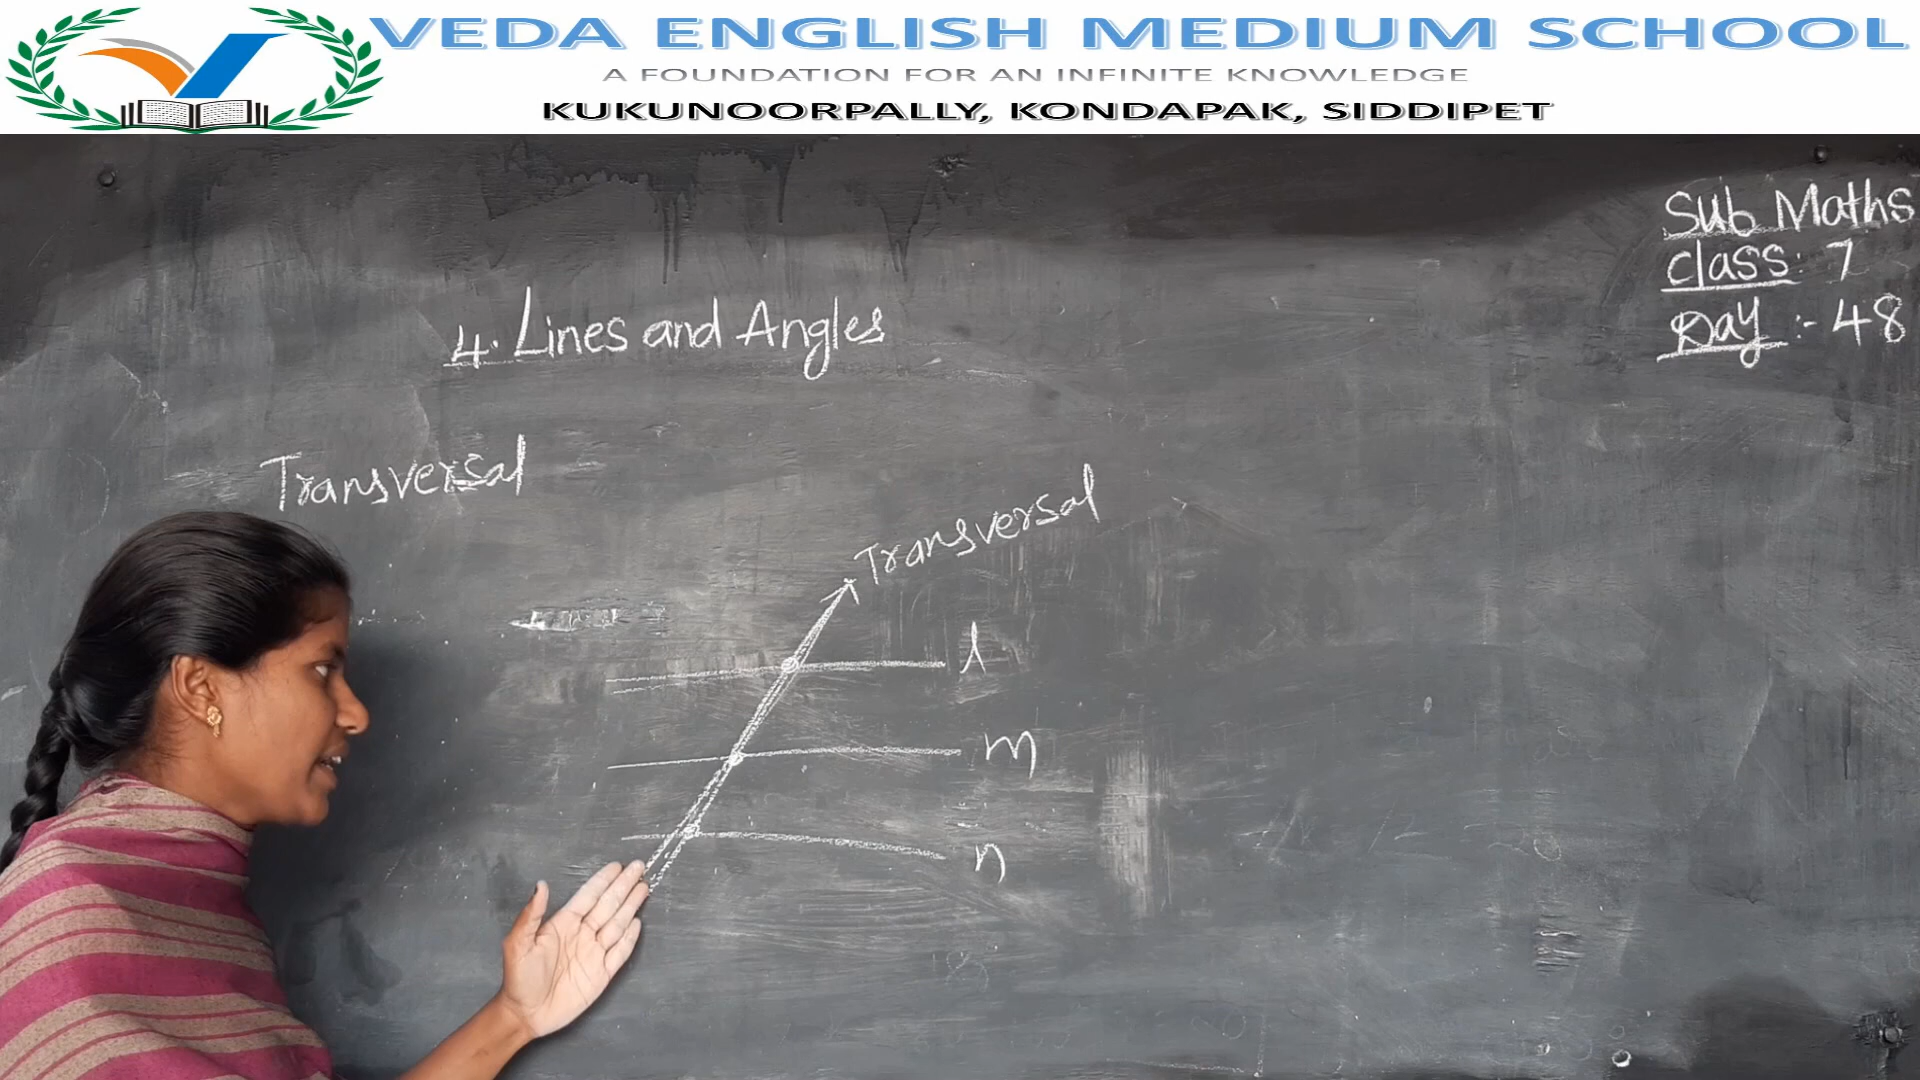 VEDA ENGLISH MEDIUM SCHOOL
A FOUNDATION FOR AN INFINITE KNOWLEDGE
KUKUNOORPALLY, KONDAPAK, SIDDIPET
Sub Maths
class: 7
Day :- 48
4. Lines and Angles
Transversal
Transversal
l
m
n